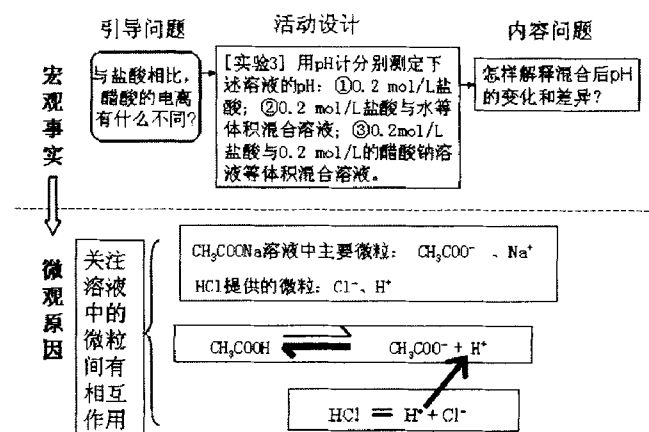 引导问题
活动设计
内容问题
宏观事实
与盐酸相比,
醋酸的电离
有什么不同?
[实验3] 用pH计分别测定下
述溶液的pH: ①0.2 mol/L盐
酸; ②0.2 mol/L盐酸与水等
体积混合溶液; ③0.2mol/L
盐酸与0.2 mol/L的醋酸钠溶
液等体积混合溶液。
怎样解释混合后pH
的变化和差异?
微观原因
关注
溶液
中的
微粒
间有
相互
作用
CH₃COONa溶液中主要微粒: CH₃COO⁻ 、Na⁺
HCl提供的微粒: Cl⁻、H⁺
CH₃COOH ⇌ CH₃COO⁻ + H⁺
HCl = H⁺ + Cl⁻